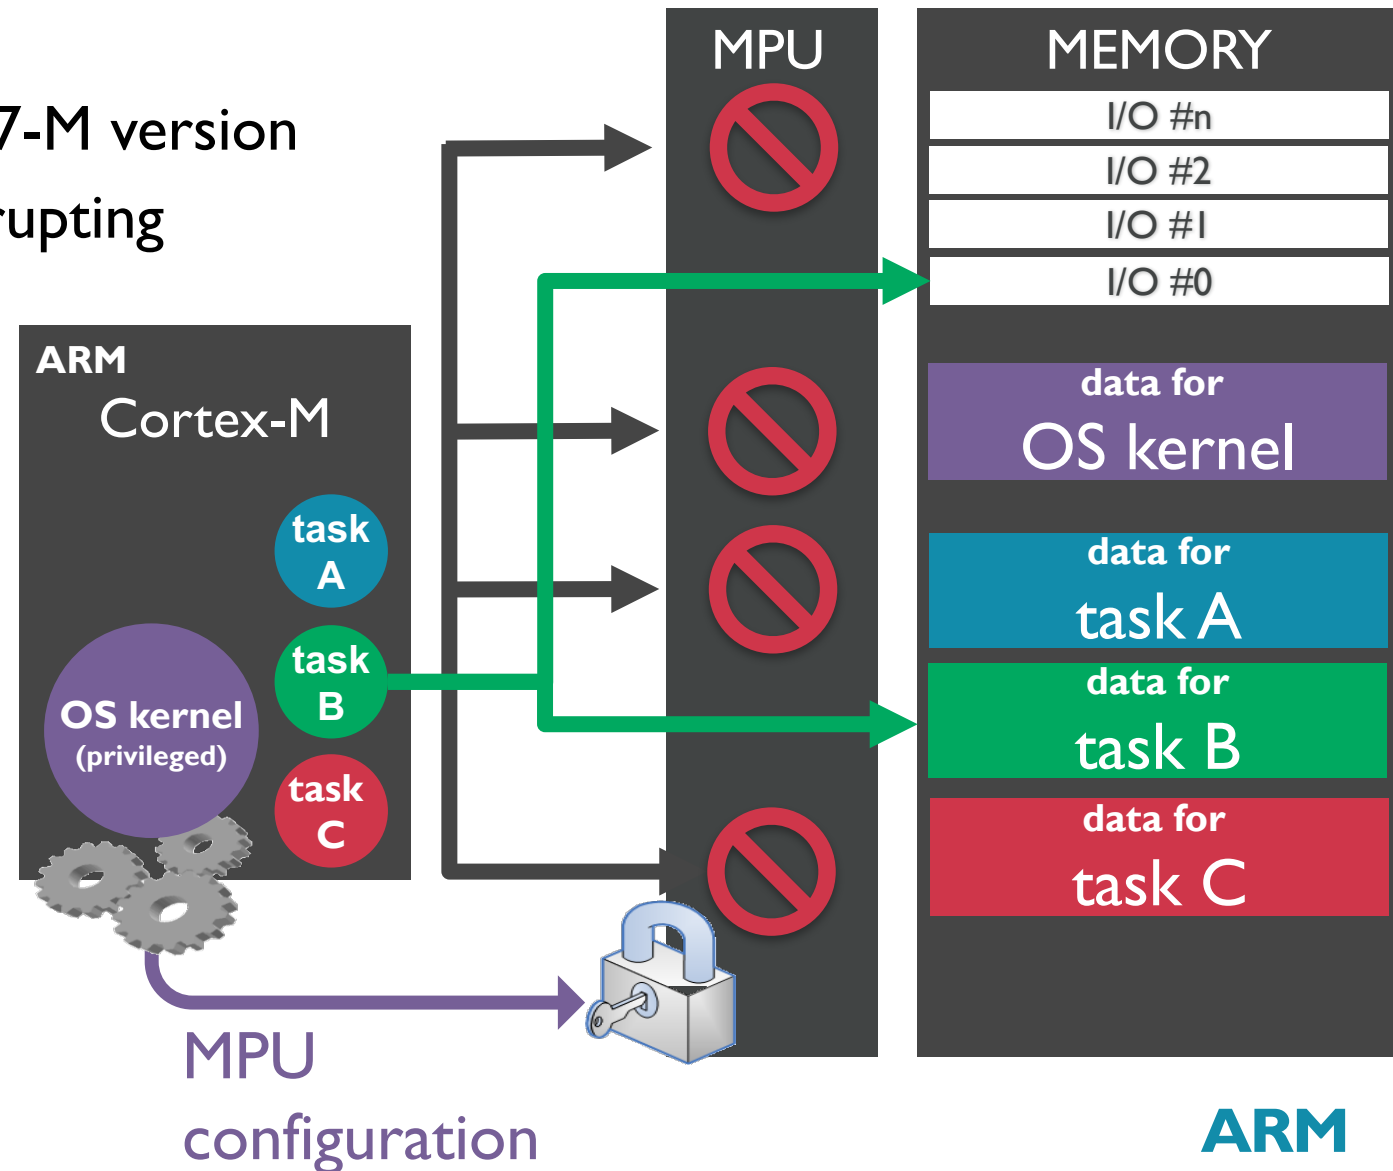 7-M version
rupting
MPU
MEMORY
I/O #n
I/O #2
I/O #1
I/O #0
ARM
Cortex-M
task
A
task
B
task
C
OS kernel
(privileged)
data for
OS kernel
data for
task A
data for
task B
data for
task C
MPU
configuration
ARM